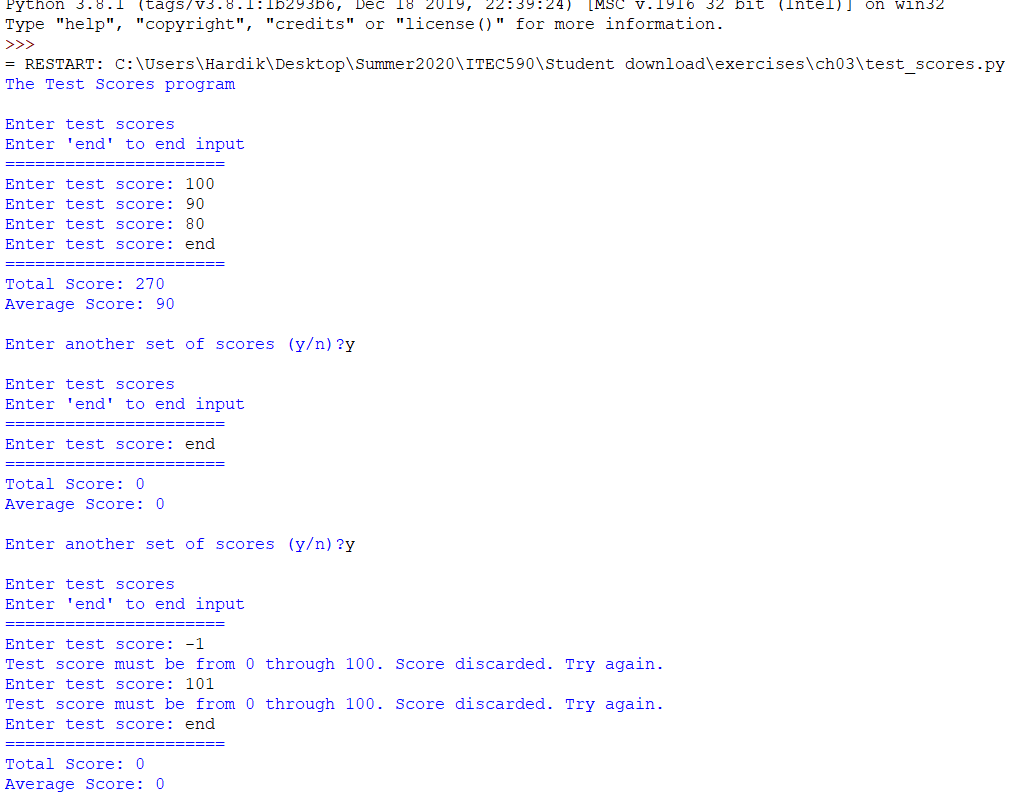 Python 3.8.1 (tags/v3.8.1:1b293b6, Dec 18 2019, 22:39:24) [MSC v.1916 32 bit (Intel)] on win32
Type "help", "copyright", "credits" or "license()" for more information.
>>>
= RESTART: C:\Users\Hardik\Desktop\Summer2020\ITEC590\Student download\exercises\ch03\test_scores.py
The Test Scores program

Enter test scores
Enter 'end' to end input
======================
Enter test score: 100
Enter test score: 90
Enter test score: 80
Enter test score: end
======================
Total Score: 270
Average Score: 90

Enter another set of scores (y/n)?y

Enter test scores
Enter 'end' to end input
======================
Enter test score: end
======================
Total Score: 0
Average Score: 0

Enter another set of scores (y/n)?y

Enter test scores
Enter 'end' to end input
======================
Enter test score: -1
Test score must be from 0 through 100. Score discarded. Try again.
Enter test score: 101
Test score must be from 0 through 100. Score discarded. Try again.
Enter test score: end
======================
Total Score: 0
Average Score: 0